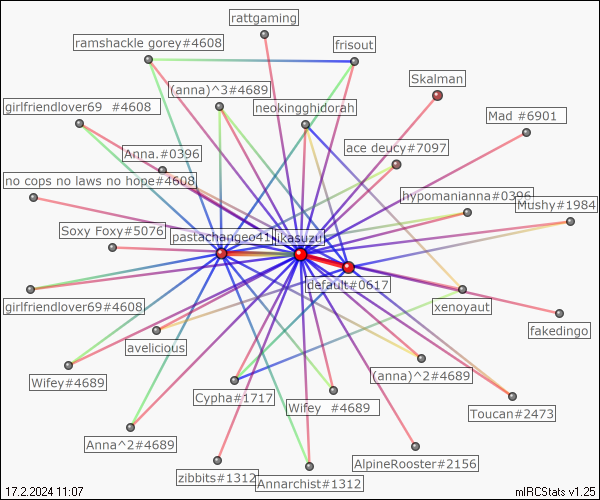 rattgaming
ramshackle gorey#4608
frisout
Skalman
(anna)^3#4689
girlfriendlover69 #4608
neokingghidorah
Mad #6901
ace deucy#7097
Anna.#0396
no cops no laws no hope#4608
hypomanianna#0396
Mushy#1984
Soxy Foxy#5076
pastachangeo41
likasuzu
default#0617
girlfriendlover69#4608
xenoyaut
fakedingo
avelicious
(anna)^2#4689
Wifey#4689
Cypha#1717
Wifey #4689
Toucan#2473
Anna^2#4689
AlpineRooster#2156
zibbits#1312
Annarchist#1312
17.2.2024 11:07
mIRCStats v1.25